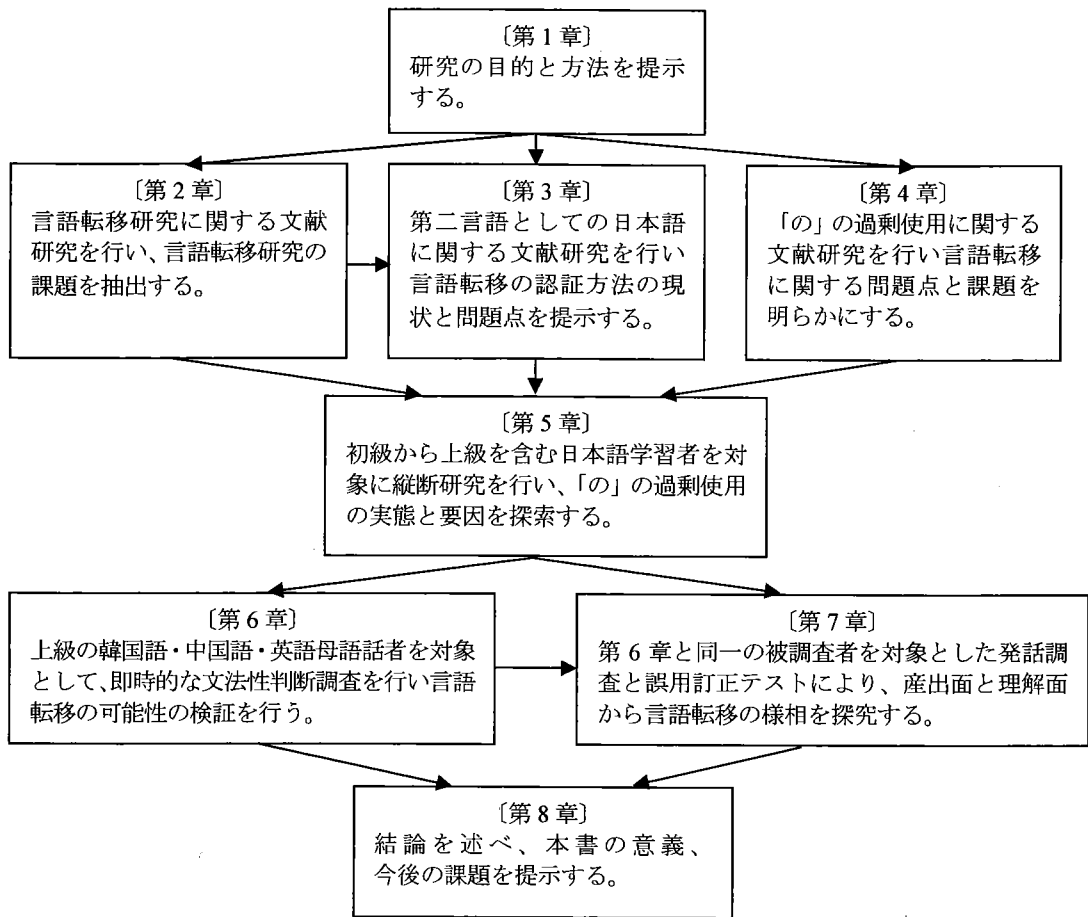 〔第1章〕
研究の目的と方法を提示
する。
〔第2章〕
言語転移研究に関する文献
研究を行い、言語転移研究の
課題を抽出する。
〔第3章〕
第二言語としての日本語
に関する文献研究を行い
言語転移の認証方法の現
状と問題点を提示する。
〔第4章〕
「の」の過剰使用に関する
文献研究を行い言語転移
に関する問題点と課題を
明らかにする。
〔第5章〕
初級から上級を含む日本語学習者を対
象に縦断研究を行い、「の」の過剰使用
の実態と要因を探索する。
〔第6章〕
上級の韓国語・中国語・英語母語話者を対象
として、即時的な文法性判断調査を行い言語
転移の可能性の検証を行う。
〔第7章〕
第6章と同一の被調査者を対象とした発話調
査と誤用訂正テストにより、産出面と理解面
から言語転移の様相を探究する。
〔第8章〕
結論を述べ、本書の意義、
今後の課題を提示する。